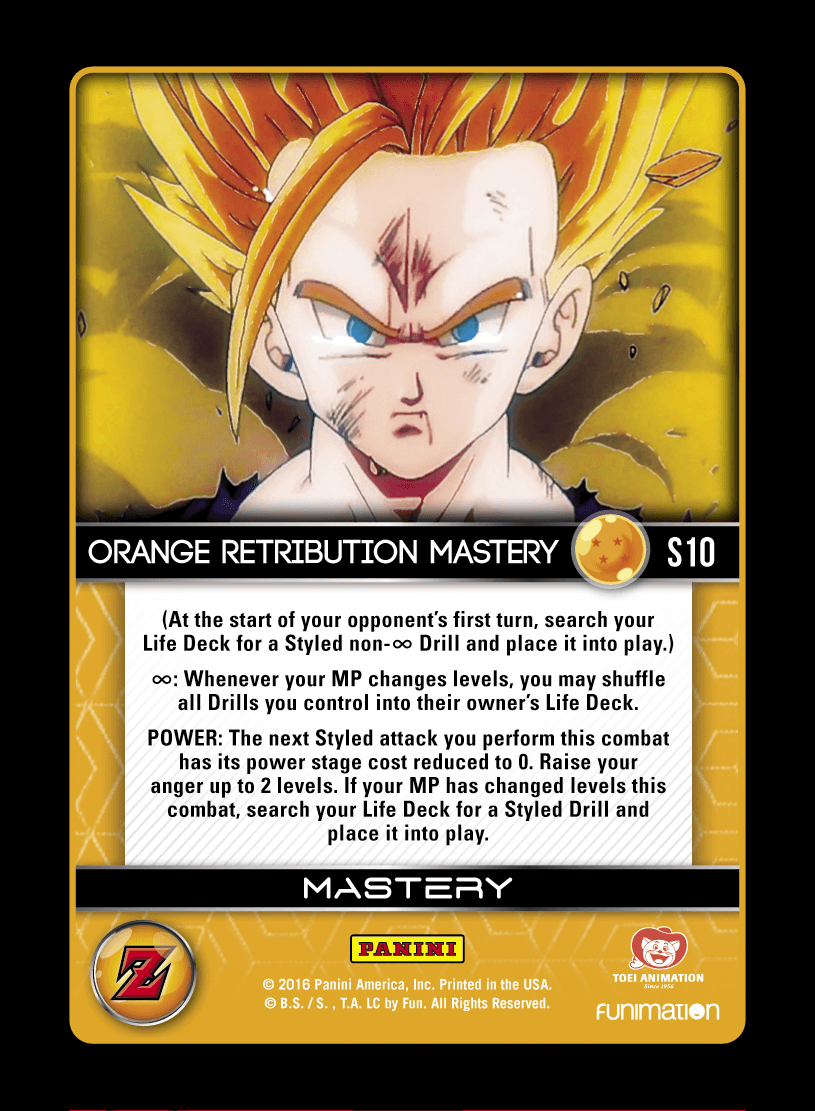 ORANGE RETRIBUTION MASTERY S10
(At the start of your opponent's first turn, search your
Life Deck for a Styled non-∞ Drill and place it into play.)
∞: Whenever your MP changes levels, you may shuffle
all Drills you control into their owner's Life Deck.
POWER: The next Styled attack you perform this combat
has its power stage cost reduced to 0. Raise your
anger up to 2 levels. If your MP has changed levels this
combat, search your Life Deck for a Styled Drill and
place it into play.
MASTERY
Z
PANINI
© 2016 Panini America, Inc. Printed in the USA.
© B.S. / S. , T.A. LC by Fun. All Rights Reserved.
TOEI ANIMATION
Since 1956
FUNIMATION